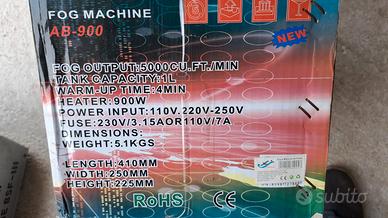 FOG MACHINE
AB-900
NEW
FOG OUTPUT:5000CU.FT./MIN
TANK CAPACITY:1L
WARM-UP TIME:4MIN
HEATER:900W
POWER INPUT:110V.220V-250V
FUSE:230V/3.15AOR110V/7A
DIMENSIONS:
WEIGHT:5.1KGS
LENGTH:410MM
WIDTH:250MM
HEIGHT:225MM
RoHS CE
subito